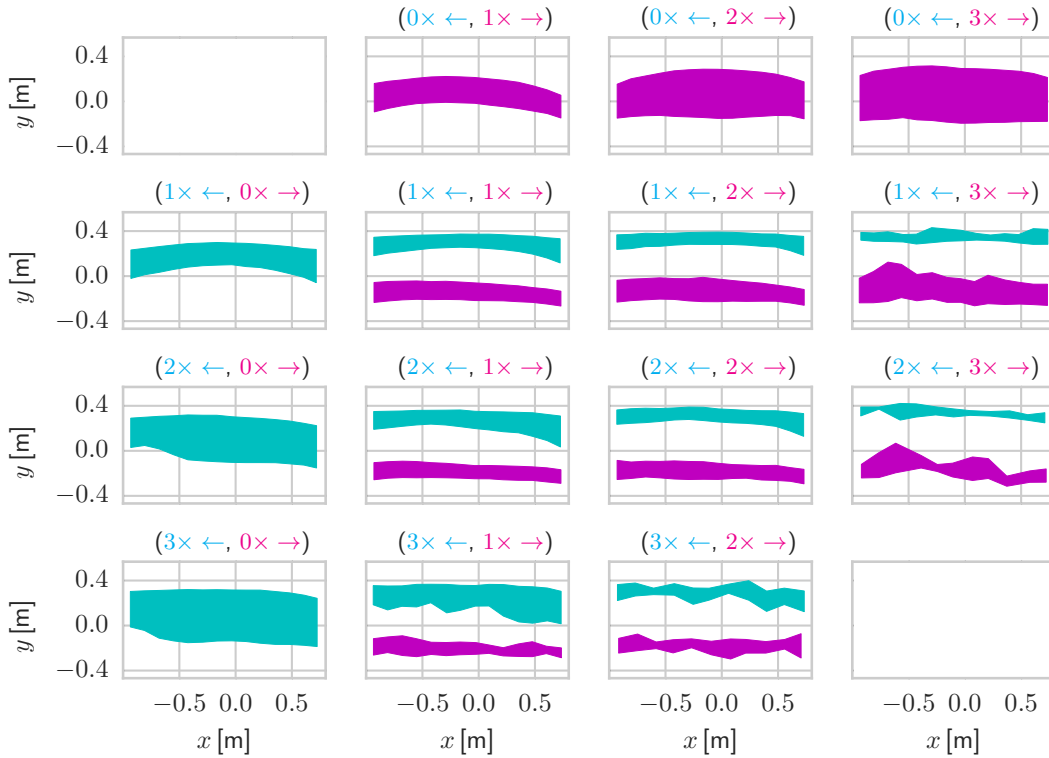 (0× ←, 1× →) (0× ←, 2× →) (0× ←, 3× →)
0.4
0.0
−0.4
y [m]
(1× ←, 0× →) (1× ←, 1× →) (1× ←, 2× →) (1× ←, 3× →)
0.4
0.0
−0.4
y [m]
(2× ←, 0× →) (2× ←, 1× →) (2× ←, 2× →) (2× ←, 3× →)
0.4
0.0
−0.4
y [m]
(3× ←, 0× →) (3× ←, 1× →) (3× ←, 2× →)
0.4
0.0
−0.4
y [m]
−0.5 0.0 0.5 −0.5 0.0 0.5 −0.5 0.0 0.5 −0.5 0.0 0.5
x [m] x [m] x [m] x [m]